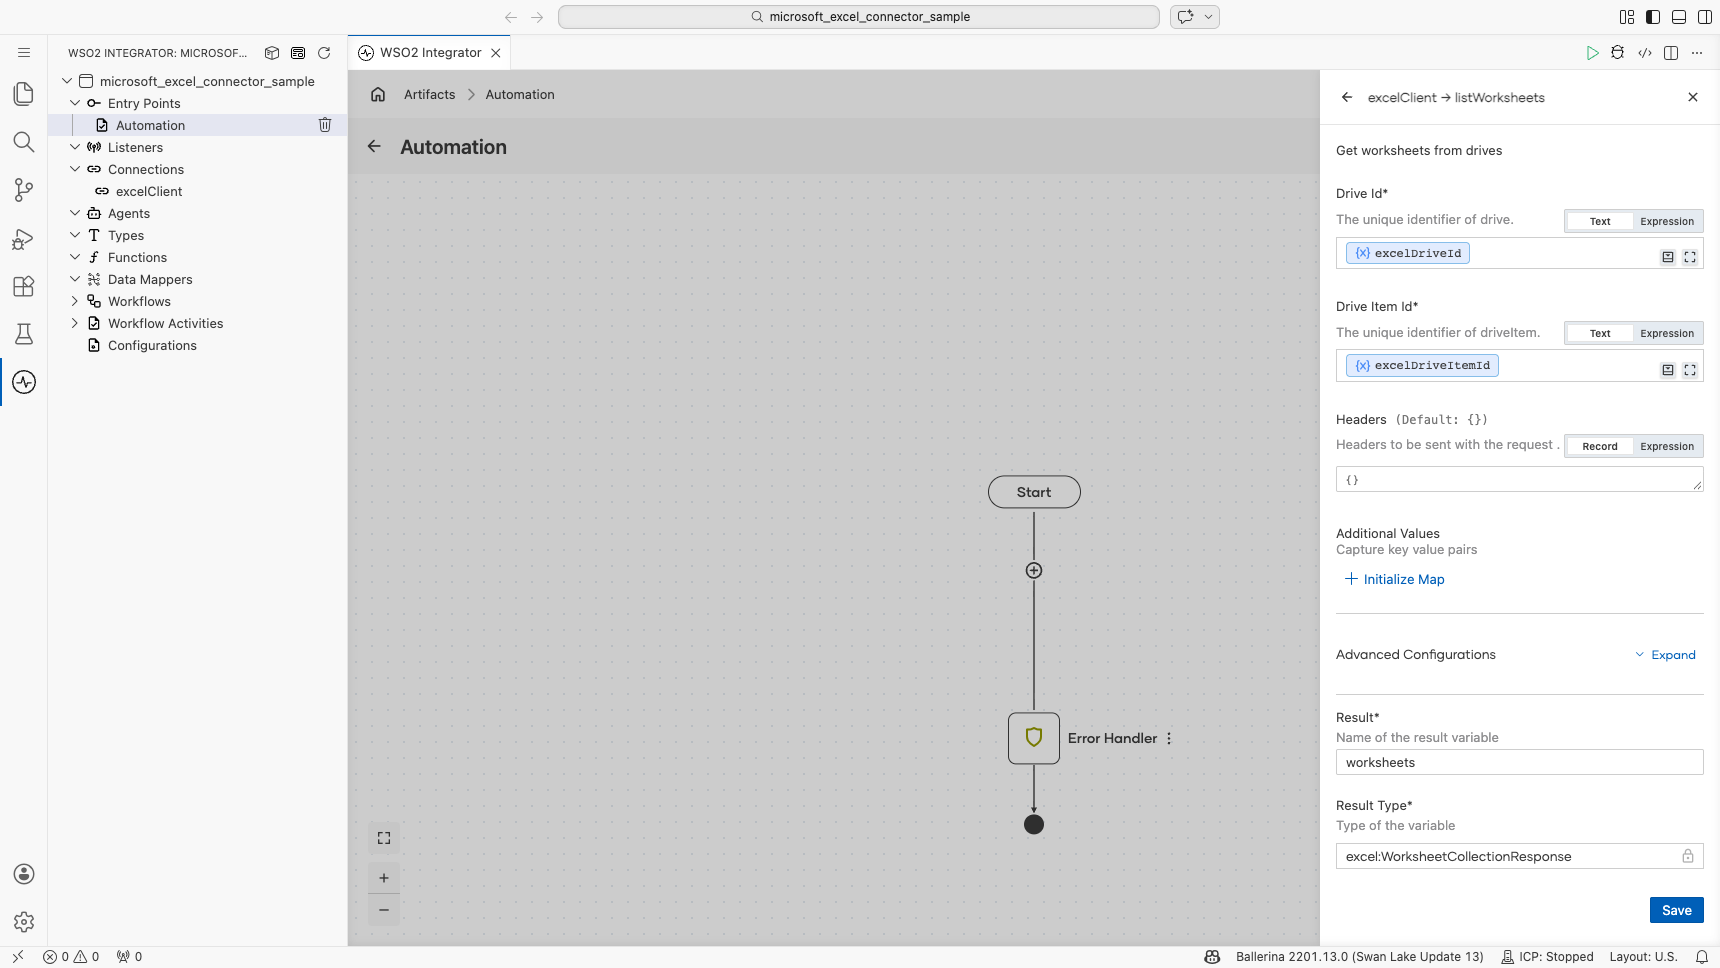 microsoft_excel_connector_sample
WSO2 INTEGRATOR: MICROSOF...
WSO2 Integrator
microsoft_excel_connector_sample
Entry Points
Automation
Listeners
Connections
excelClient
Agents
Types
Functions
Data Mappers
Workflows
Workflow Activities
Configurations
Artifacts
Automation
Automation
Start
Error Handler
excelClient → listWorksheets
Get worksheets from drives
Drive Id*
The unique identifier of drive.
Text Expression
{x} excelDriveId
Drive Item Id*
The unique identifier of driveItem.
Text Expression
{x} excelDriveItemId
Headers (Default: {})
Headers to be sent with the request .
Record Expression
{}
Additional Values
Capture key value pairs
Initialize Map
Advanced Configurations
Expand
Result*
Name of the result variable
worksheets
Result Type*
Type of the variable
excel:WorksheetCollectionResponse
Save
0 0 0
Ballerina 2201.13.0 (Swan Lake Update 13)
ICP: Stopped
Layout: U.S.